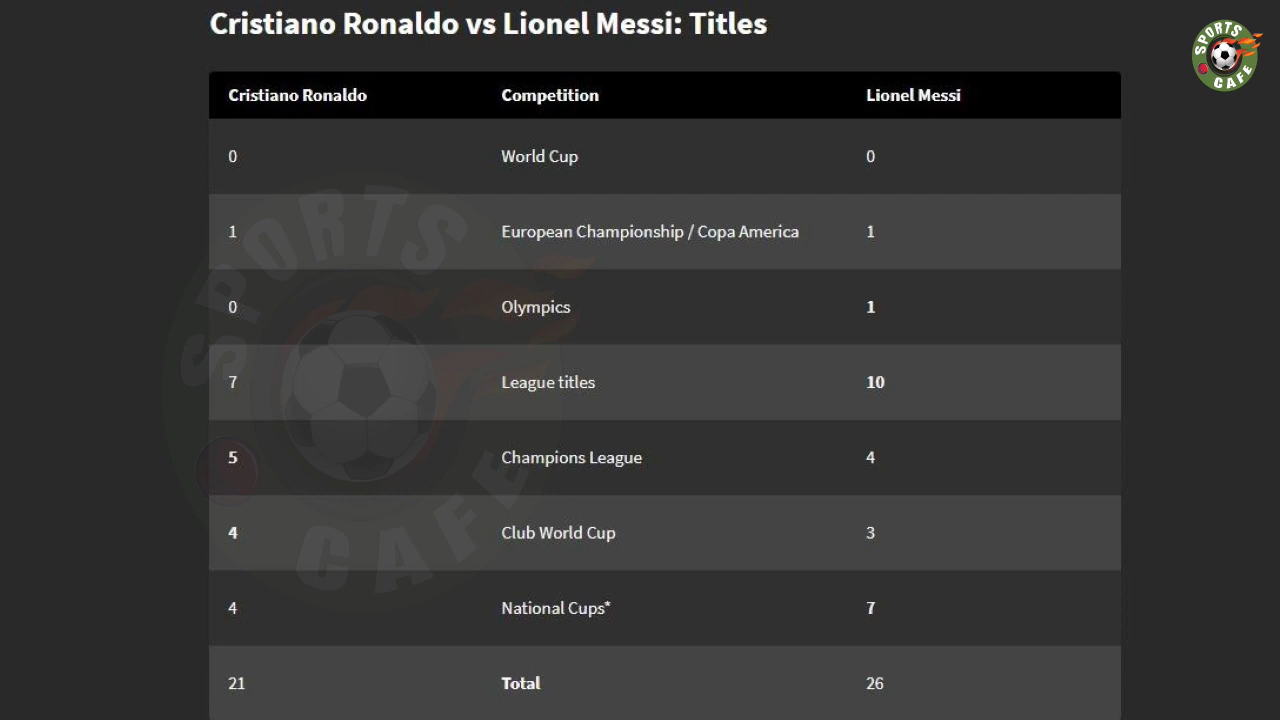 Cristiano Ronaldo vs Lionel Messi: Titles
SPORTS
CAFE
Cristiano Ronaldo Competition Lionel Messi
0 World Cup 0
1 European Championship / Copa America 1
0 Olympics 1
7 League titles 10
5 Champions League 4
4 Club World Cup 3
4 National Cups* 7
21 Total 26
SPORTS
CAFE